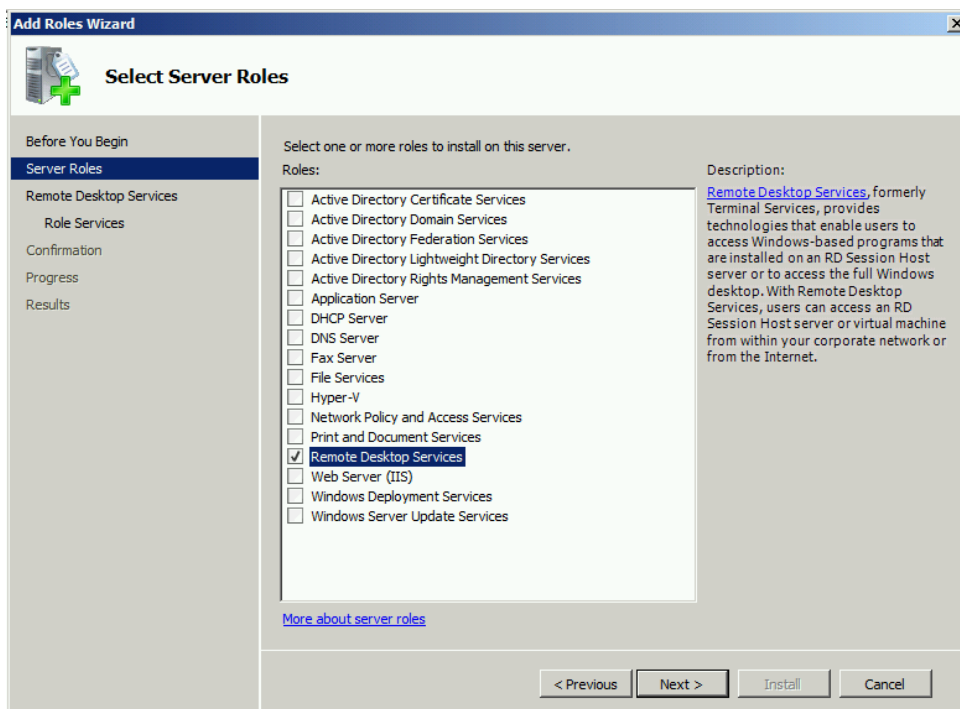 Add Roles Wizard
Select Server Roles
Before You Begin
Server Roles
Remote Desktop Services
Role Services
Confirmation
Progress
Results
Select one or more roles to install on this server.
Roles:
Active Directory Certificate Services
Active Directory Domain Services
Active Directory Federation Services
Active Directory Lightweight Directory Services
Active Directory Rights Management Services
Application Server
DHCP Server
DNS Server
Fax Server
File Services
Hyper-V
Network Policy and Access Services
Print and Document Services
Remote Desktop Services
Web Server (IIS)
Windows Deployment Services
Windows Server Update Services
More about server roles
Description:
Remote Desktop Services, formerly
Terminal Services, provides
technologies that enable users to
access Windows-based programs that
are installed on an RD Session Host
server or to access the full Windows
desktop. With Remote Desktop
Services, users can access an RD
Session Host server or virtual machine
from within your corporate network or
from the Internet.
< Previous
Next >
Install
Cancel